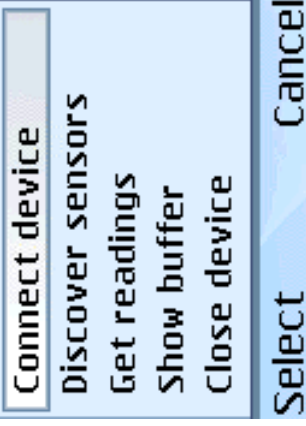 Connect device
Discover sensors
Get readings
Show buffer
Close device
Select Cancel